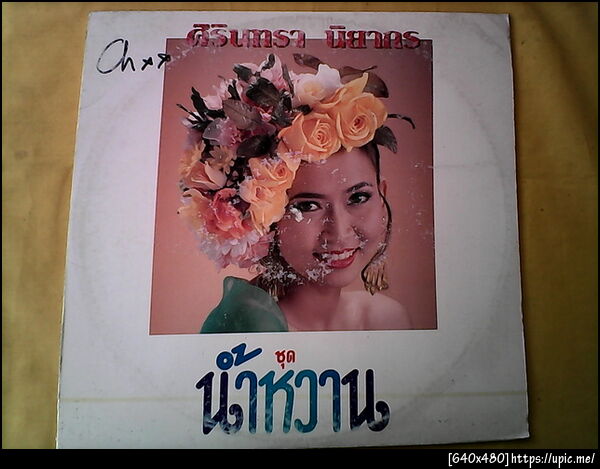 ศิรินทรา นิยากร
Ch xx
ชุด
น้ำหวาน
[640x480]https://upic.me/